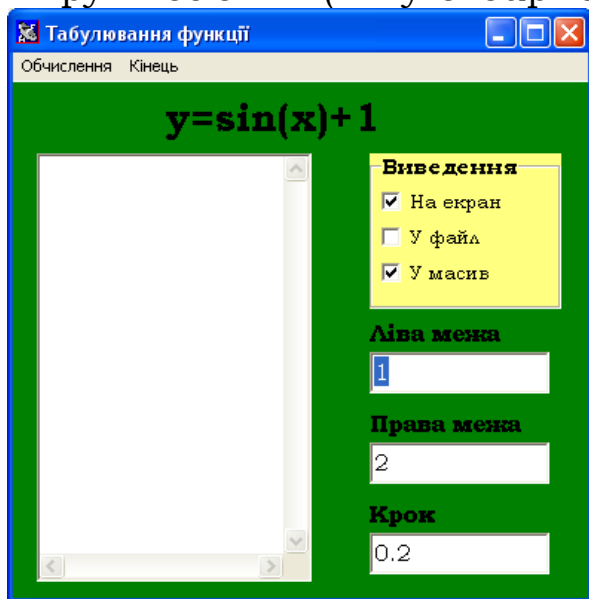 Табулювання функції
Обчислення Кінець
y=sin(x)+1
Виведення
На екран
У файл
У масив
Ліва межа
1
Права межа
2
Крок
0.2